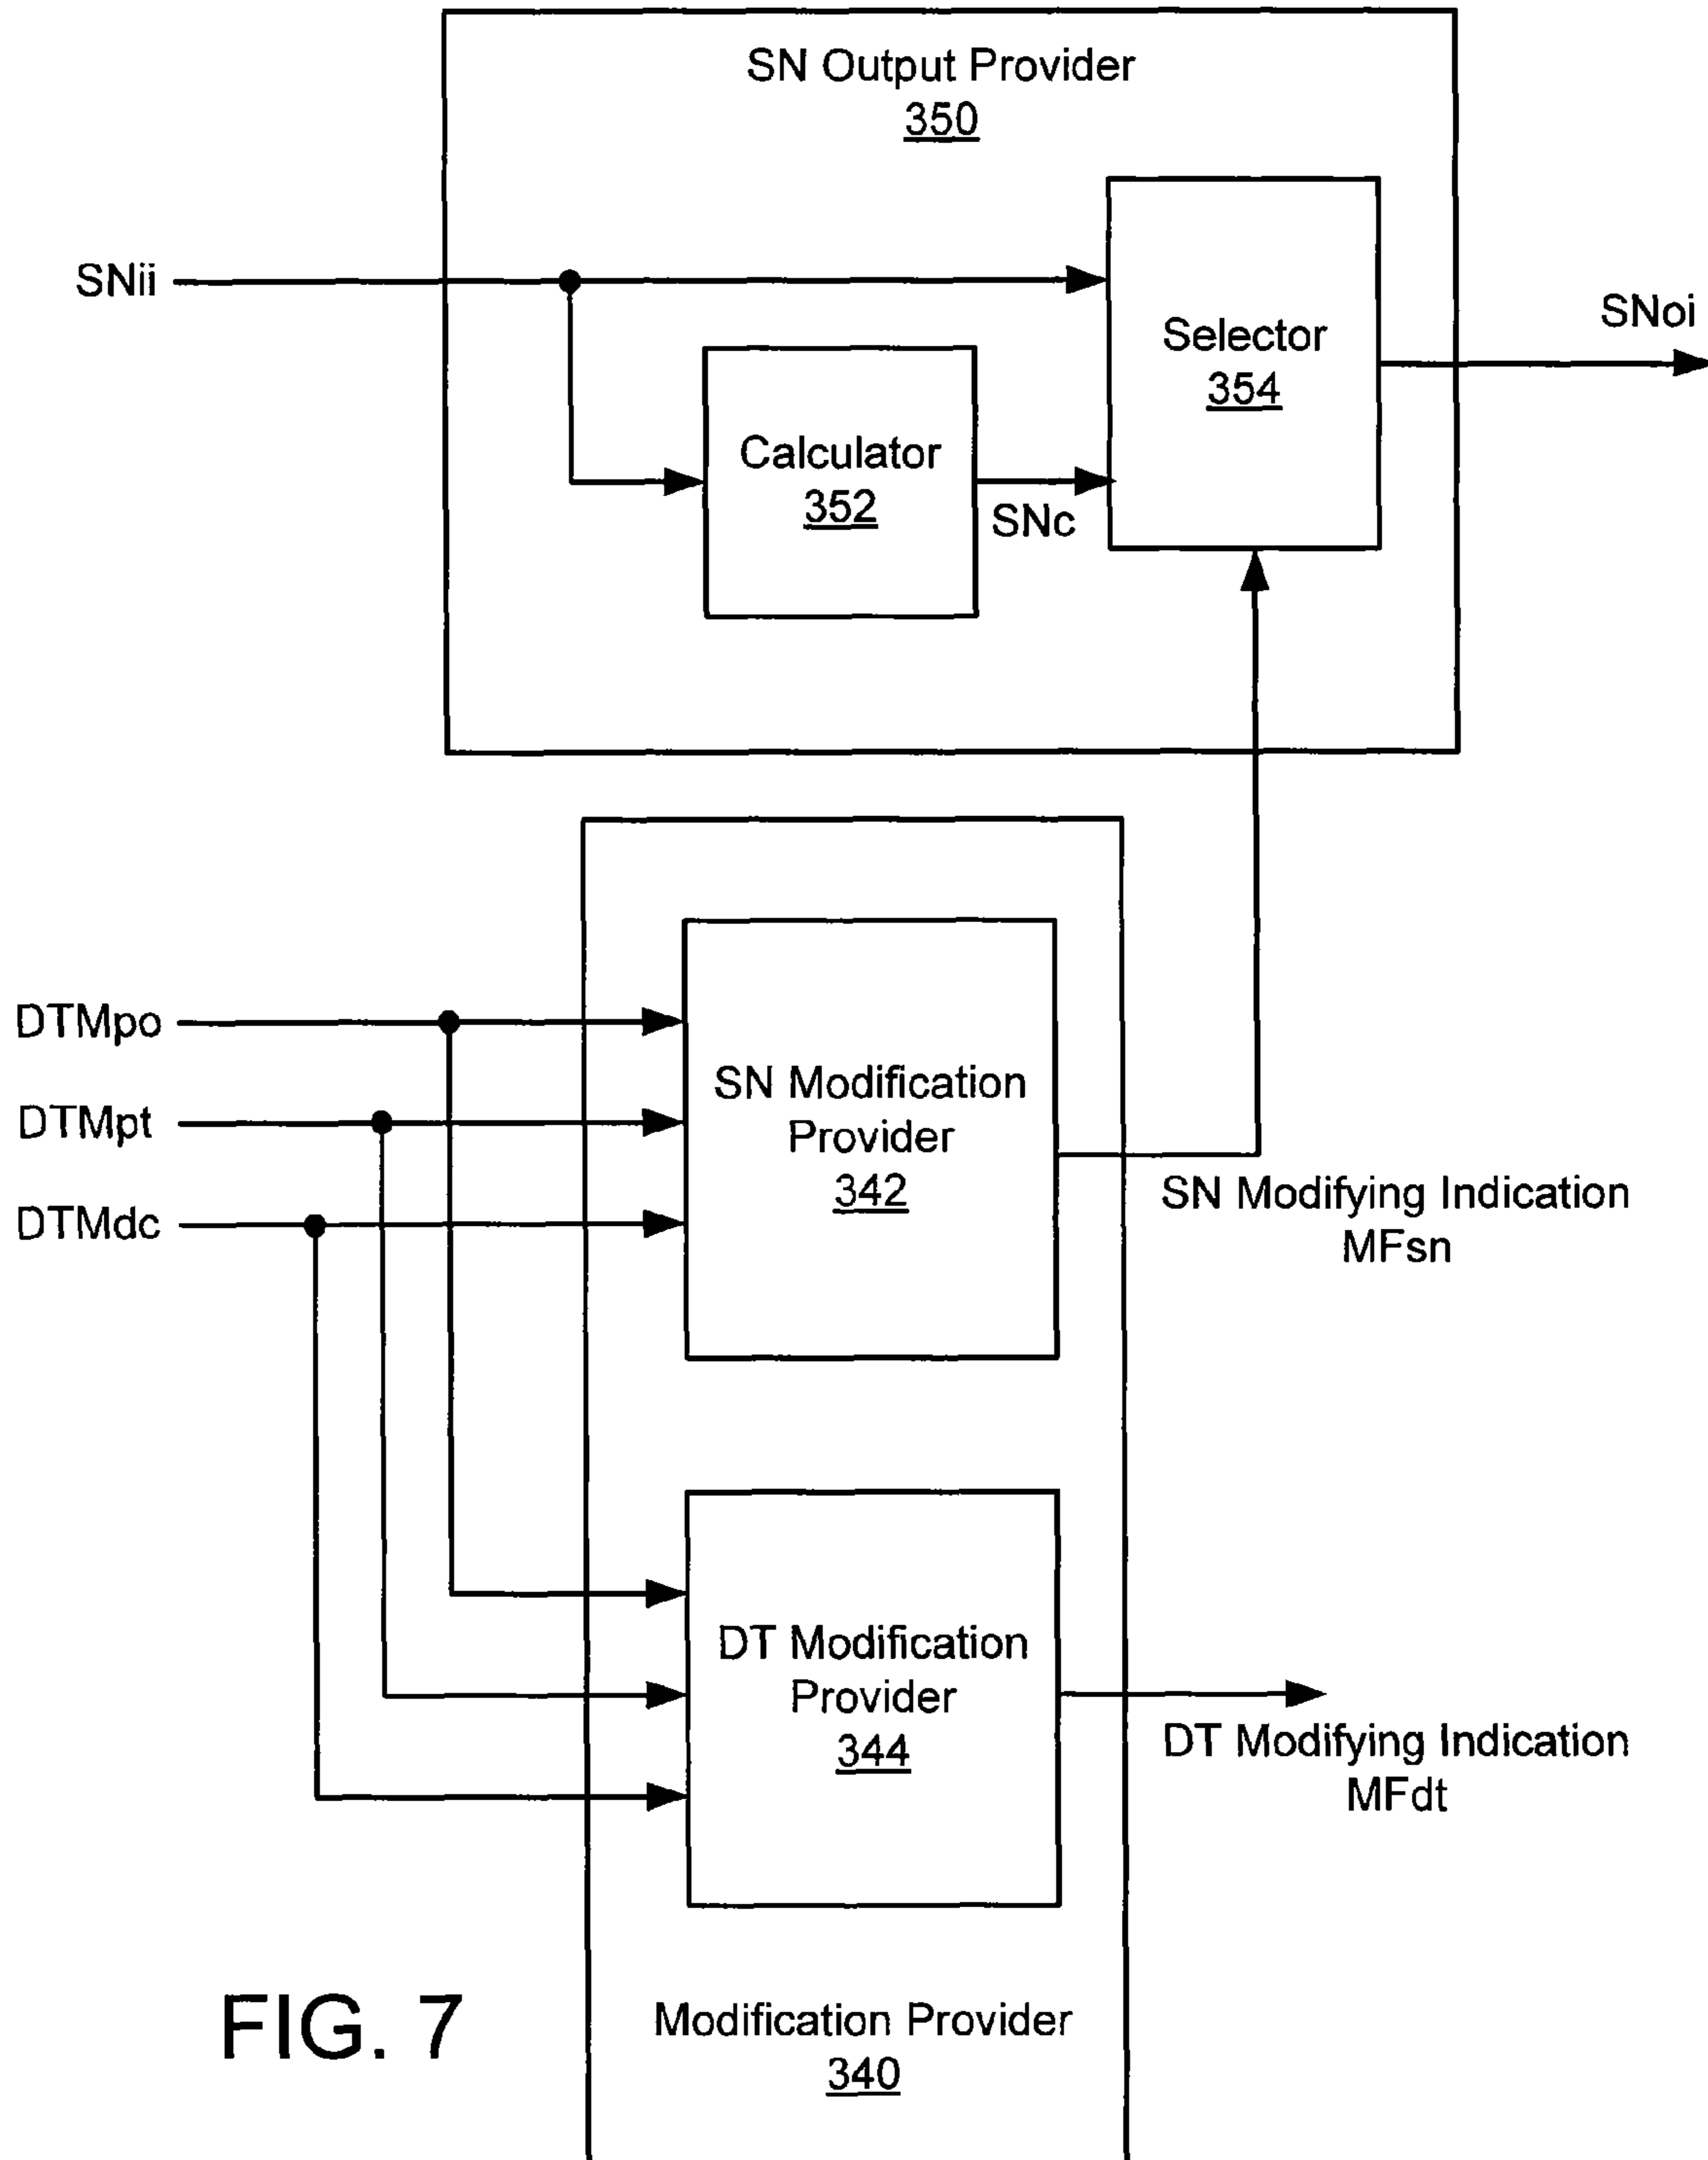 SN Output Provider
350
SNii
SNoi
Selector
354
Calculator
352
SNc
DTMpo
DTMpt
DTMdc
SN Modification
Provider
342
SN Modifying Indication
MFsn
DT Modification
Provider
344
DT Modifying Indication
MFdt
FIG. 7
Modification Provider
340